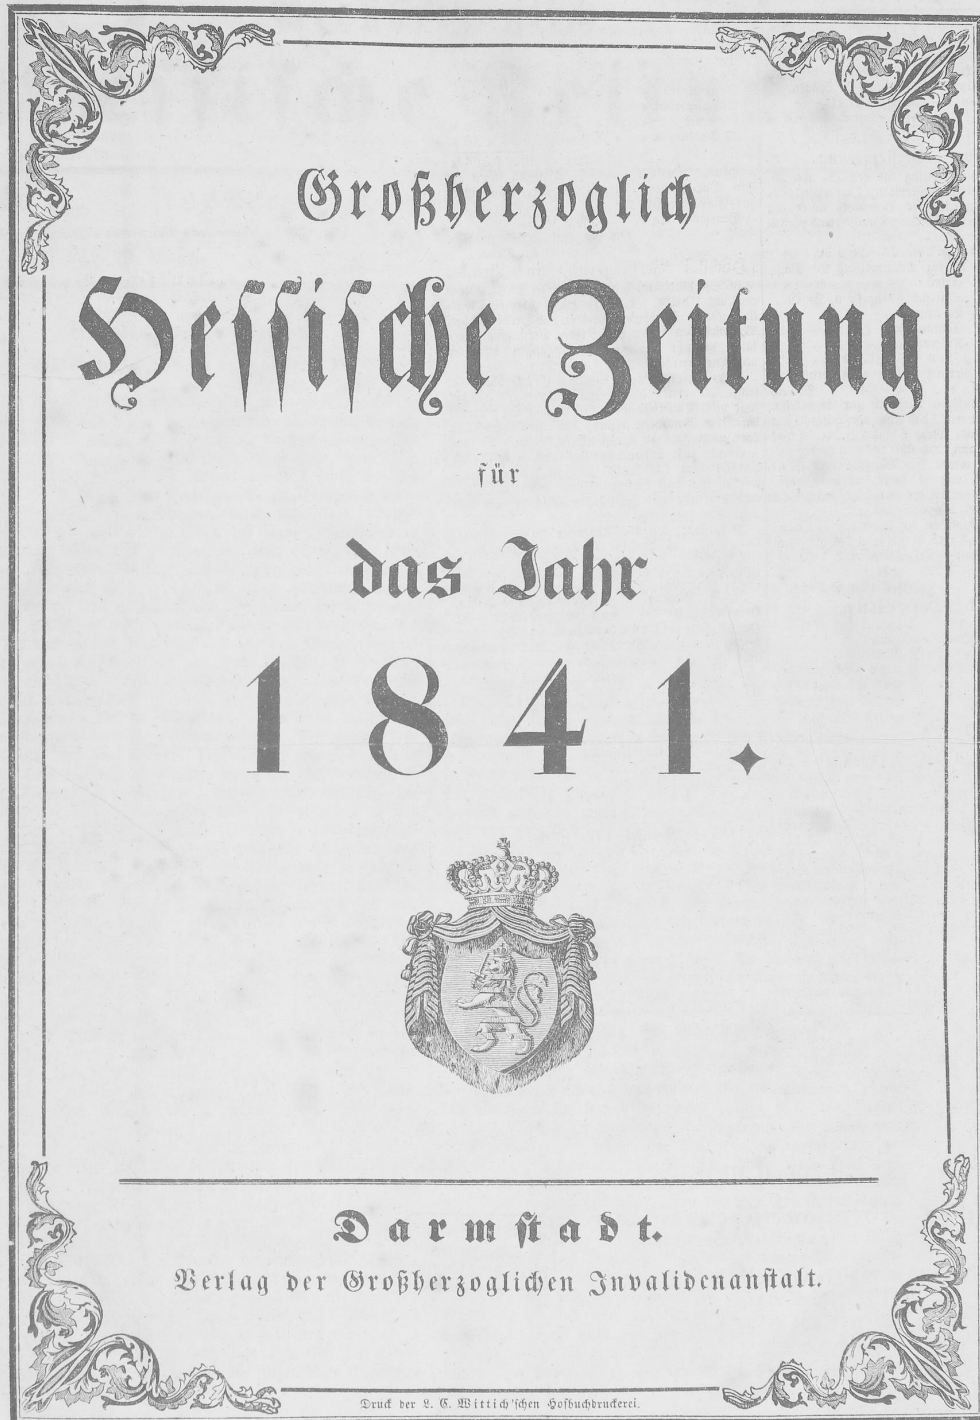 Großherzoglich
Hessische Zeitung
für
das Jahr
1841.
Darmstadt.
Verlag der Großherzoglichen Invalidenanstalt.
Druck der L. C. Wittich'schen Hofbuchdruckerei.